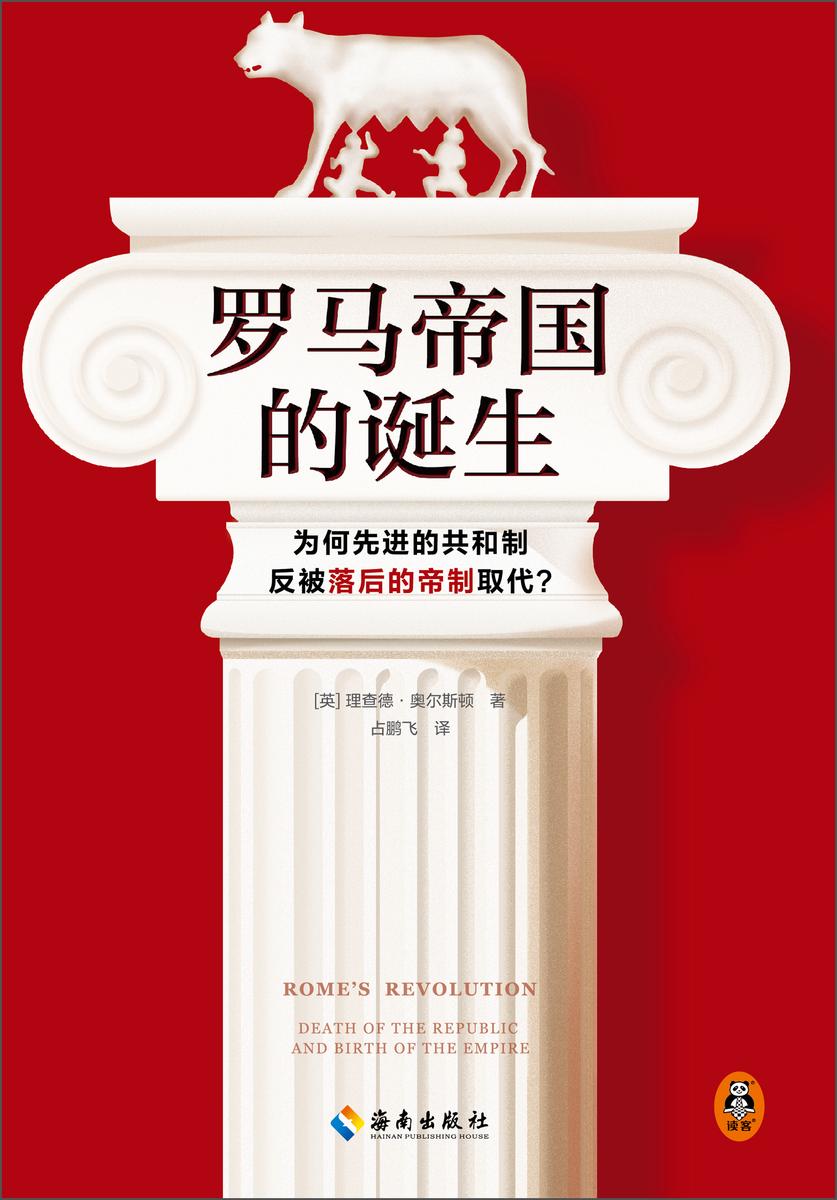 罗马帝国
的诞生
为何先进的共和制
反被落后的帝制取代?
[英] 理查德·奥尔斯顿 著
占鹏飞 译
ROME'S REVOLUTION
DEATH OF THE REPUBLIC
AND BIRTH OF THE EMPIRE
海南出版社
HAINAN PUBLISHING HOUSE
读客®